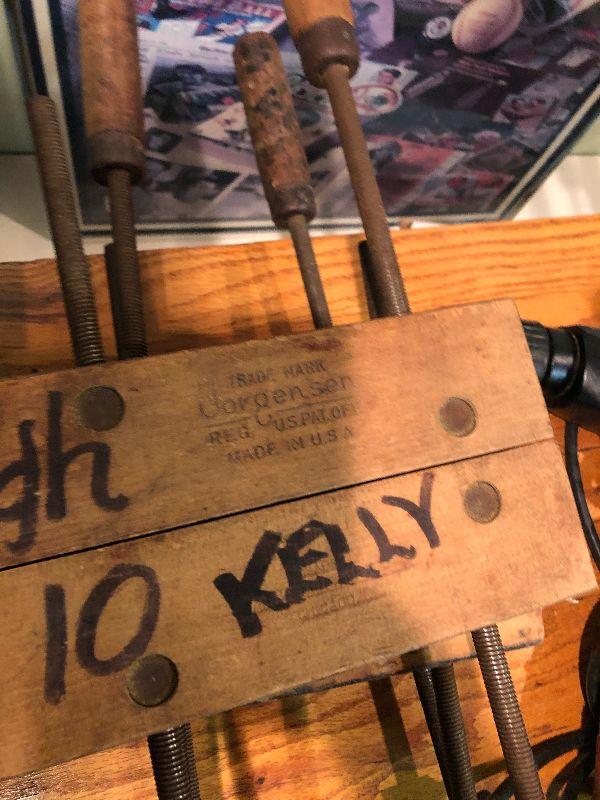 TRADE MARK
Jorgensen
REG. U.S. PAT. OFF.
MADE IN U.S.A
gh
10 KELLY